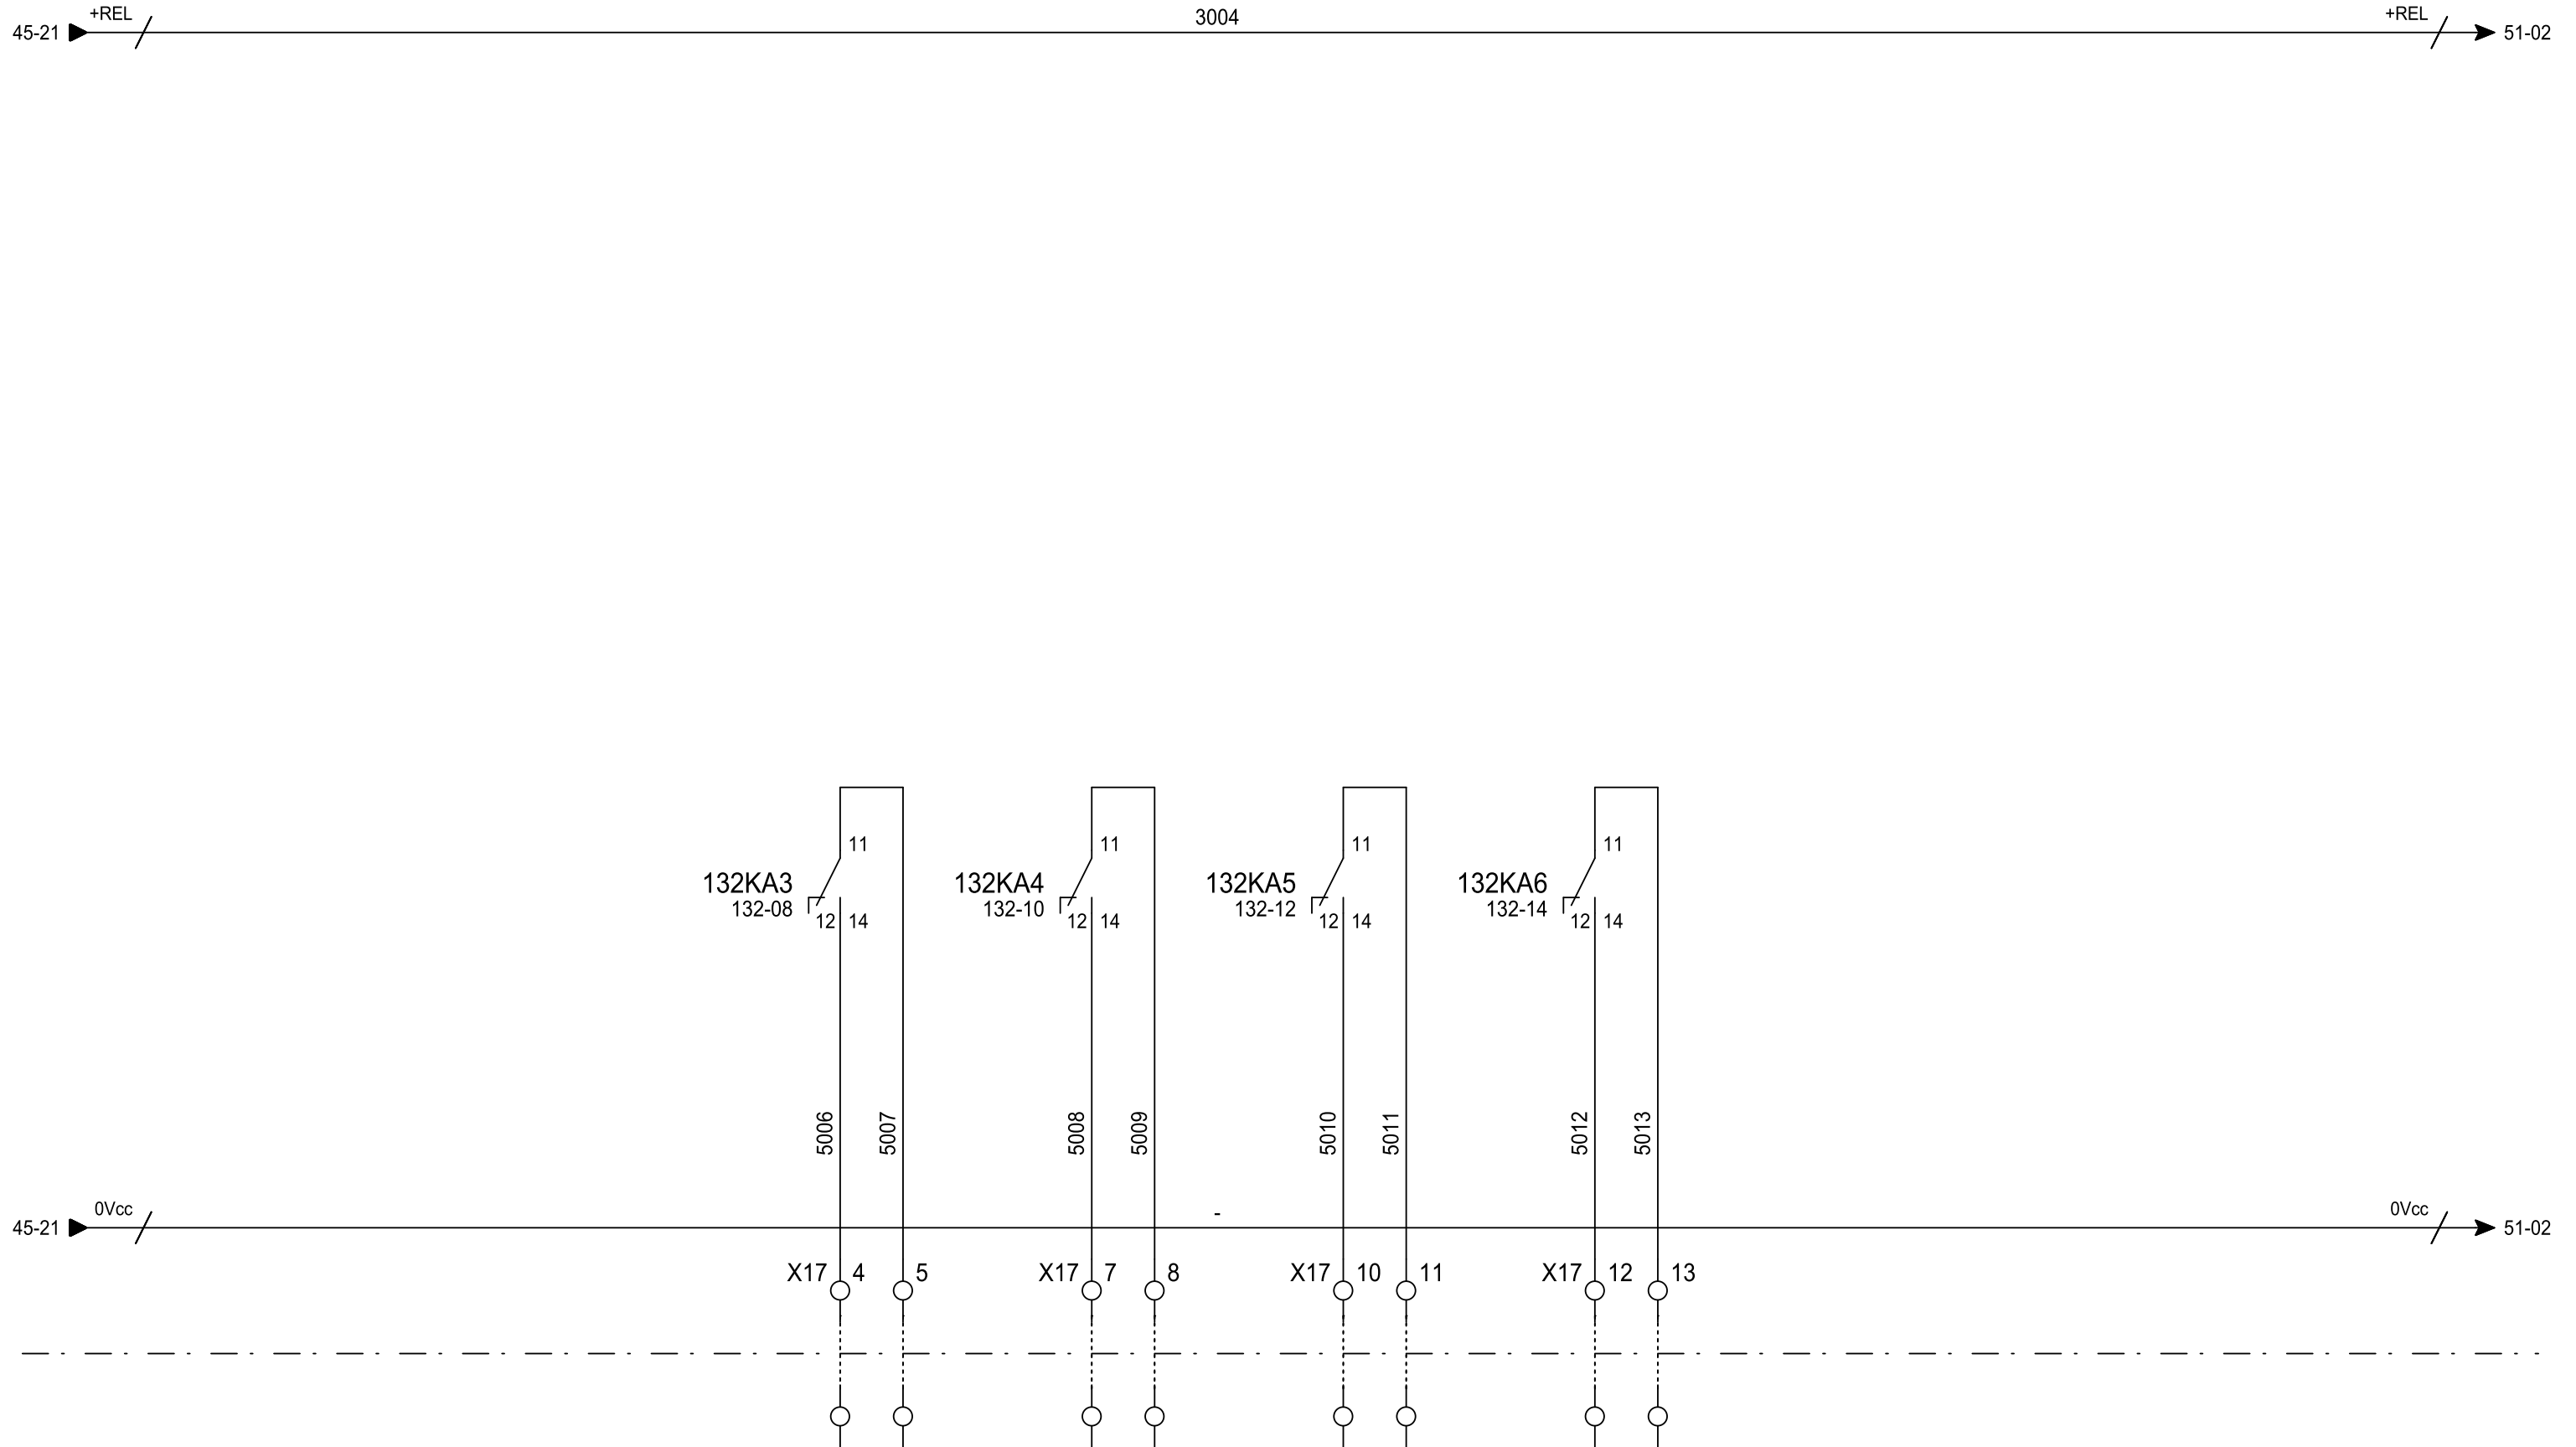 +REL 3004 +REL
45-21 51-02
11 11 11 11
132KA3 132KA4 132KA5 132KA6
132-08 132-10 132-12 132-14
12 14 12 14 12 14 12 14
5006 5007 5008 5009 5010 5011 5012 5013
0Vcc - 0Vcc
45-21 51-02
X17 4 5 X17 7 8 X17 10 11 X17 12 13